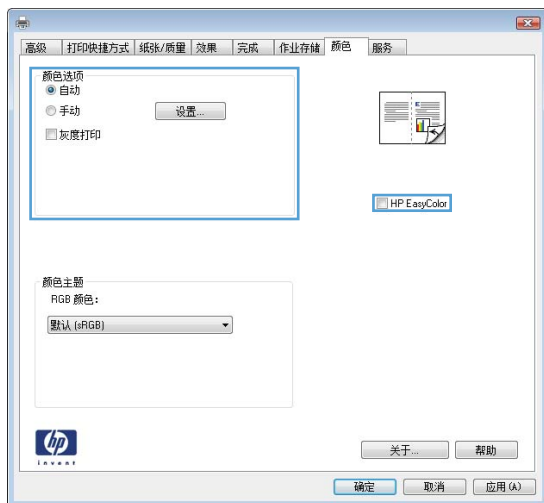 高级 打印快捷方式 纸张/质量 效果 完成 作业存储 颜色 服务
颜色选项
自动
手动
设置...
灰度打印
HP EasyColor
颜色主题
RGB 颜色：
默认 (sRGB)
hp
invent
关于...
帮助
确定
取消
应用(A)